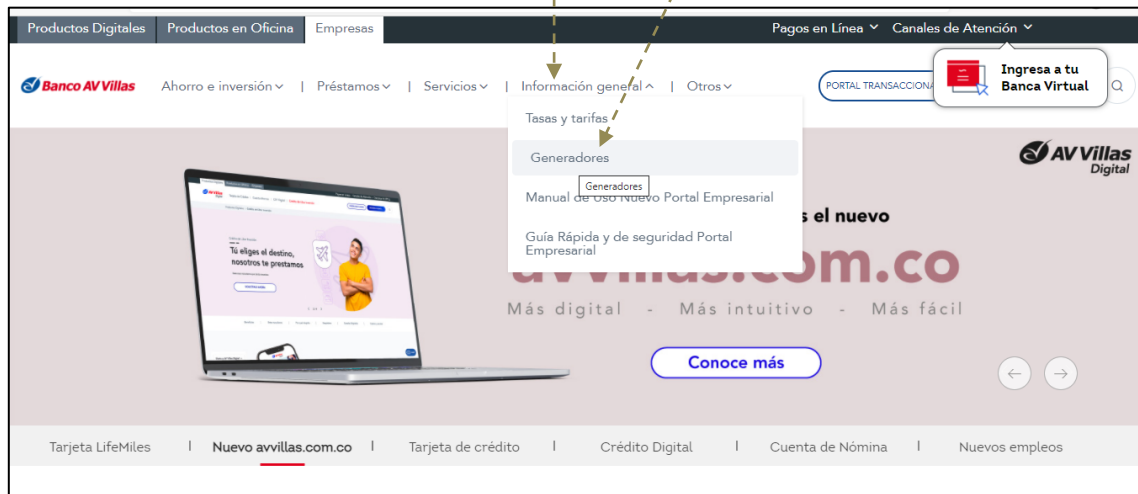 Productos Digitales Productos en Oficina Empresas Pagos en Línea Canales de Atención
Banco AV Villas Ahorro e inversión | Préstamos | Servicios | Información general | Otros PORTAL TRANSACCIONA
Ingresa a tu
Banca Virtual
Tasas y tarifas
Generadores
Generadores
Manual de Uso Nuevo Portal Empresarial
Guía Rápida y de seguridad Portal
Empresarial
AV Villas
Digital
Tú eliges el destino,
nosotros te prestamos
s el nuevo
avvillas.com.co
Más digital - Más intuitivo - Más fácil
Conoce más
Tarjeta LifeMiles | Nuevo avvillas.com.co | Tarjeta de crédito | Crédito Digital | Cuenta de Nómina | Nuevos empleos